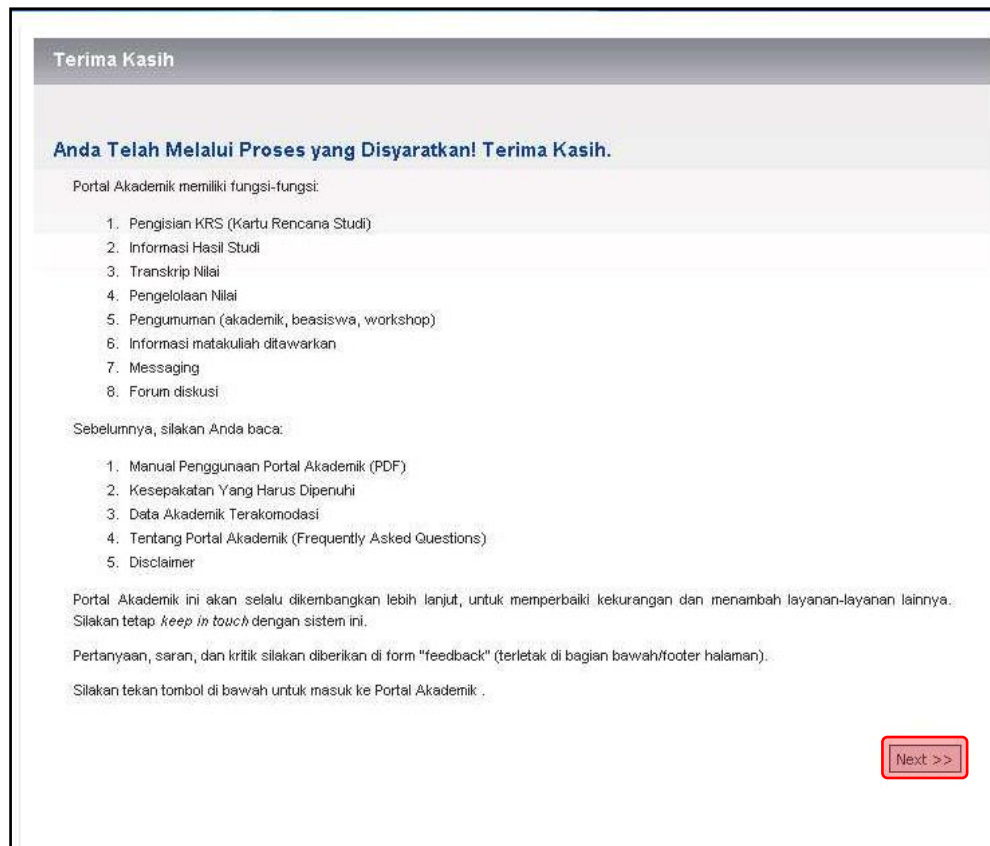 Terima Kasih
Anda Telah Melalui Proses yang Disyaratkan! Terima Kasih.
Portal Akademik memiliki fungsi-fungsi:
1. Pengisian KRS (Kartu Rencana Studi)
2. Informasi Hasil Studi
3. Transkrip Nilai
4. Pengelolaan Nilai
5. Pengumuman (akademik, beasiswa, workshop)
6. Informasi matakuliah ditawarkan
7. Messaging
8. Forum diskusi
Sebelumnya, silakan Anda baca:
1. Manual Penggunaan Portal Akademik (PDF)
2. Kesepakatan Yang Harus Dipenuhi
3. Data Akademik Terakomodasi
4. Tentang Portal Akademik (Frequently Asked Questions)
5. Disclaimer
Portal Akademik ini akan selalu dikembangkan lebih lanjut, untuk memperbaiki kekurangan dan menambah layanan-layanan lainnya.
Silakan tetap keep in touch dengan sistem ini.
Pertanyaan, saran, dan kritik silakan diberikan di form "feedback" (terletak di bagian bawah/footer halaman).
Silakan tekan tombol di bawah untuk masuk ke Portal Akademik .
Next >>